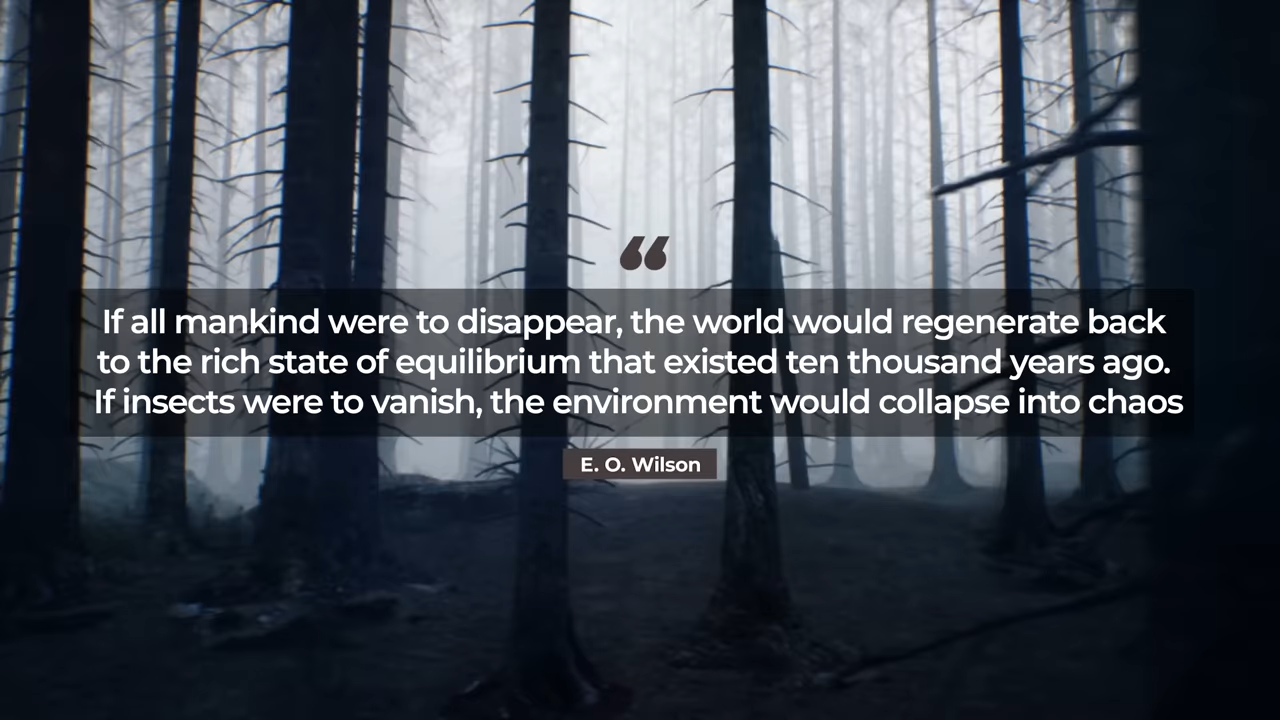 “
If all mankind were to disappear, the world would regenerate back
to the rich state of equilibrium that existed ten thousand years ago.
If insects were to vanish, the environment would collapse into chaos
E. O. Wilson